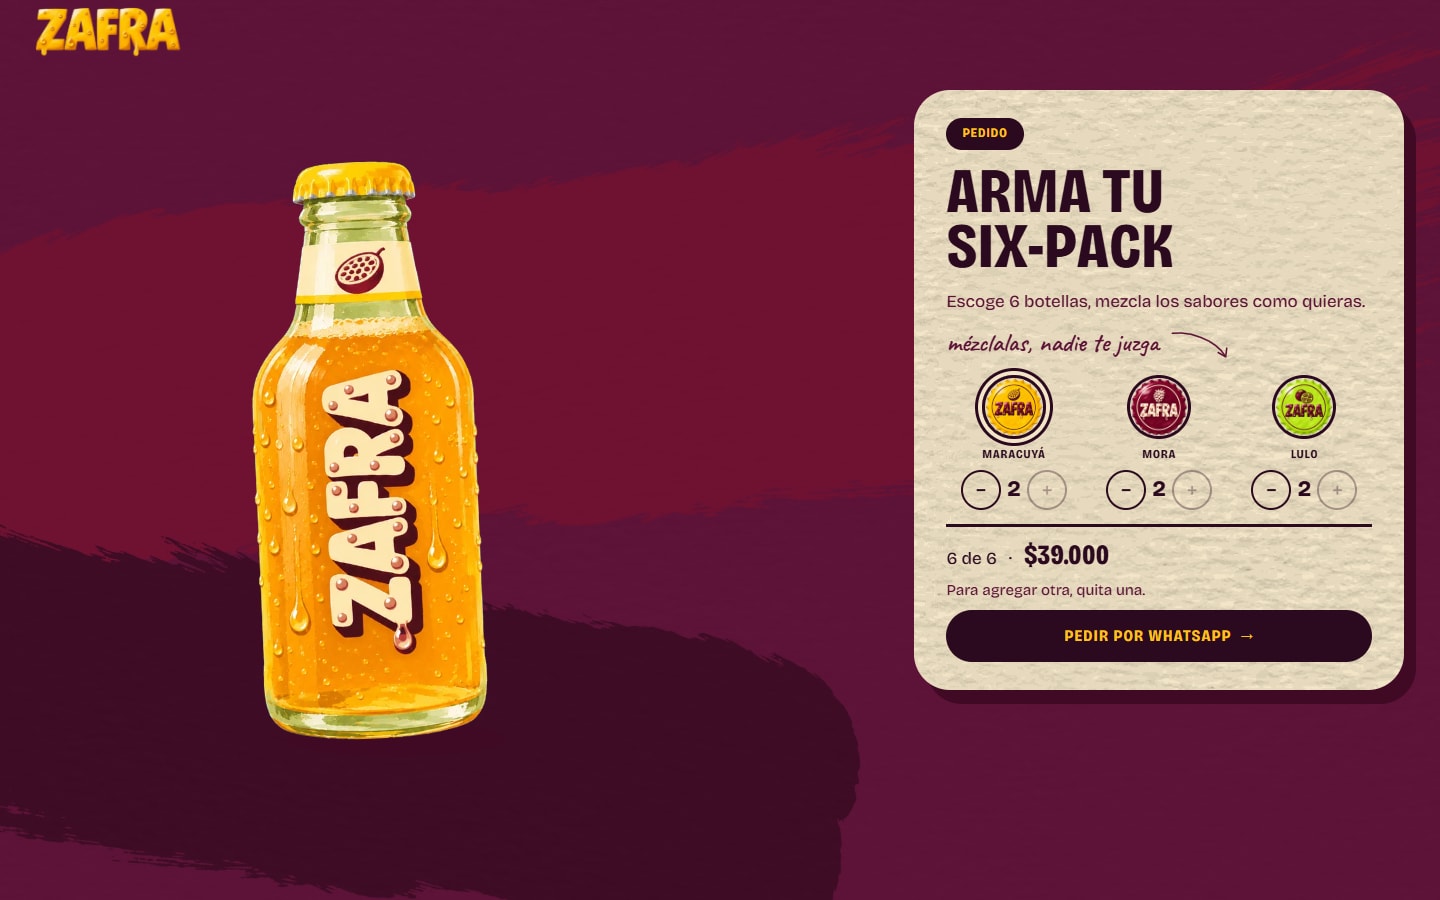 ZAFRA
PEDIDO
ARMA TU
SIX-PACK
Escoge 6 botellas, mezcla los sabores como quieras.
mézclalas, nadie te juzga
ZAFRA
ZAFRA
ZAFRA
ZAFRA
MARACUYÁ
MORA
LULO
− 2 +
− 2 +
− 2 +
6 de 6 · $39.000
Para agregar otra, quita una.
PEDIR POR WHATSAPP →